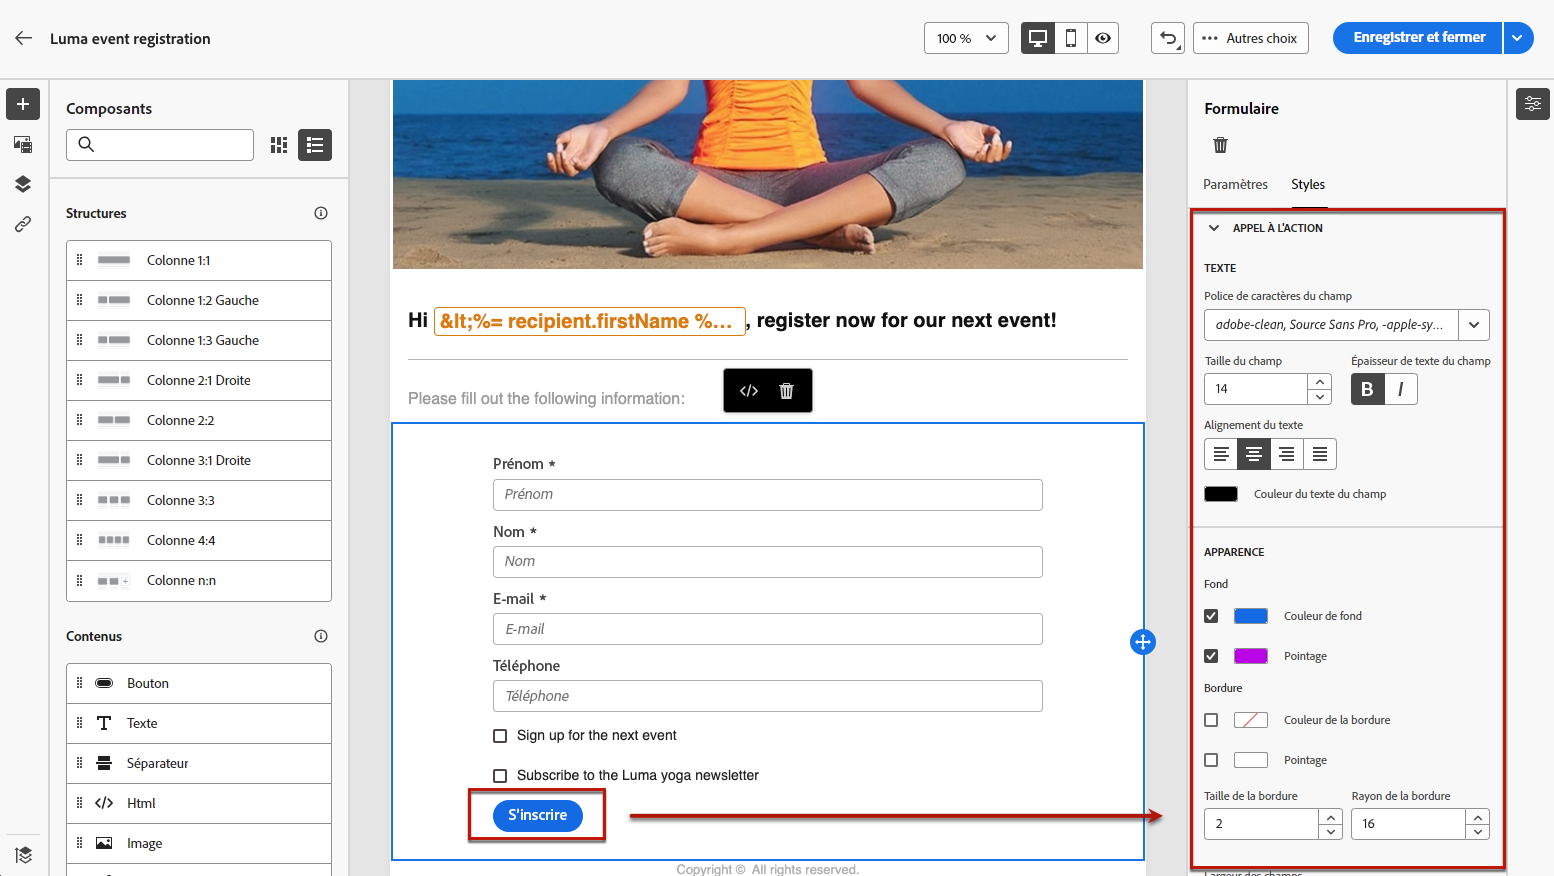 Luma event registration
100 %
Autres choix
Enregistrer et fermer
Composants
Structures
Colonne 1:1
Colonne 1:2 Gauche
Colonne 1:3 Gauche
Colonne 2:1 Droite
Colonne 2:2
Colonne 3:1 Droite
Colonne 3:3
Colonne 4:4
Colonne n:n
Contenus
Bouton
Texte
Séparateur
Html
Image
Hi &lt;%= recipient.firstName %... , register now for our next event!
Please fill out the following information:
Prénom *
Prénom
Nom *
Nom
E-mail *
E-mail
Téléphone
Téléphone
Sign up for the next event
Subscribe to the Luma yoga newsletter
S'inscrire
Copyright © All rights reserved.
Formulaire
Paramètres
Styles
APPEL À L'ACTION
TEXTE
Police de caractères du champ
adobe-clean, Source Sans Pro, -apple-sy...
Taille du champ
Épaisseur de texte du champ
14
B I
Alignement du texte
Couleur du texte du champ
APPARENCE
Fond
Couleur de fond
Pointage
Bordure
Couleur de la bordure
Pointage
Taille de la bordure
Rayon de la bordure
2
16
Largeur des champs